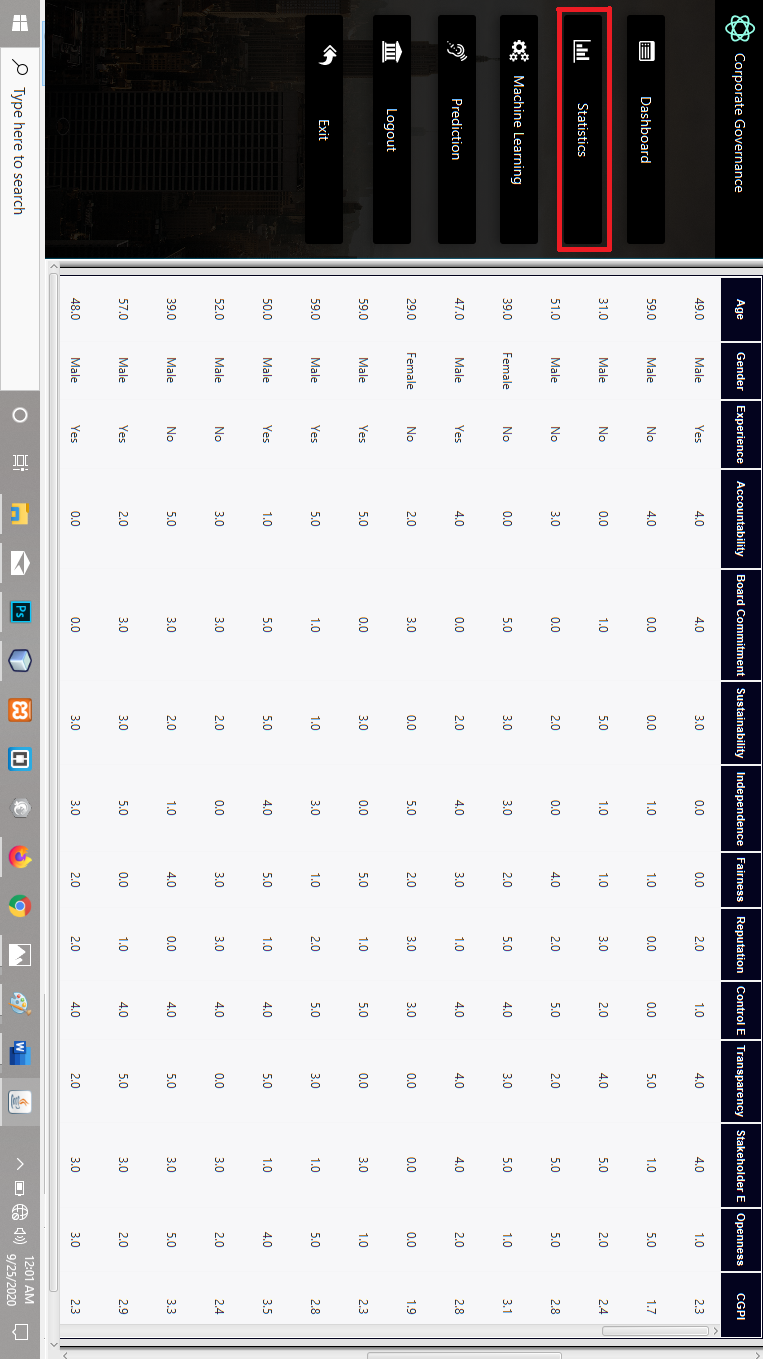 Corporate Governance
Dashboard
Statistics
Machine Learning
Prediction
Logout
Exit
Age Gender Experience Accountability Board Commitment Sustainability Independence Fairness Reputation Control E Transparency Stakeholder E Openness CGPI
49.0 Male Yes 4.0 4.0 3.0 0.0 0.0 2.0 1.0 4.0 4.0 1.0 2.3
59.0 Male No 4.0 0.0 0.0 1.0 1.0 0.0 0.0 5.0 1.0 5.0 1.7
31.0 Male No 0.0 1.0 5.0 1.0 1.0 3.0 2.0 4.0 5.0 2.0 2.4
51.0 Male No 3.0 0.0 2.0 0.0 4.0 2.0 5.0 2.0 5.0 5.0 2.8
39.0 Female No 0.0 5.0 3.0 3.0 2.0 5.0 4.0 3.0 5.0 1.0 3.1
47.0 Male Yes 4.0 0.0 2.0 4.0 3.0 1.0 4.0 4.0 4.0 2.0 2.8
29.0 Female No 2.0 3.0 0.0 5.0 2.0 3.0 3.0 0.0 0.0 0.0 1.9
59.0 Male Yes 5.0 0.0 3.0 0.0 5.0 1.0 5.0 0.0 3.0 1.0 2.3
59.0 Male Yes 5.0 1.0 1.0 3.0 1.0 2.0 5.0 3.0 1.0 5.0 2.8
50.0 Male Yes 1.0 5.0 5.0 4.0 5.0 1.0 4.0 5.0 1.0 4.0 3.5
52.0 Male No 3.0 3.0 2.0 0.0 3.0 3.0 4.0 0.0 3.0 2.0 2.4
39.0 Male No 5.0 3.0 2.0 1.0 4.0 0.0 4.0 5.0 3.0 5.0 3.3
57.0 Male Yes 2.0 3.0 3.0 5.0 0.0 1.0 4.0 5.0 3.0 2.0 2.9
48.0 Male Yes 0.0 0.0 3.0 3.0 2.0 2.0 4.0 2.0 3.0 3.0 2.3
Type here to search
Ps
12:01 AM
9/25/2020